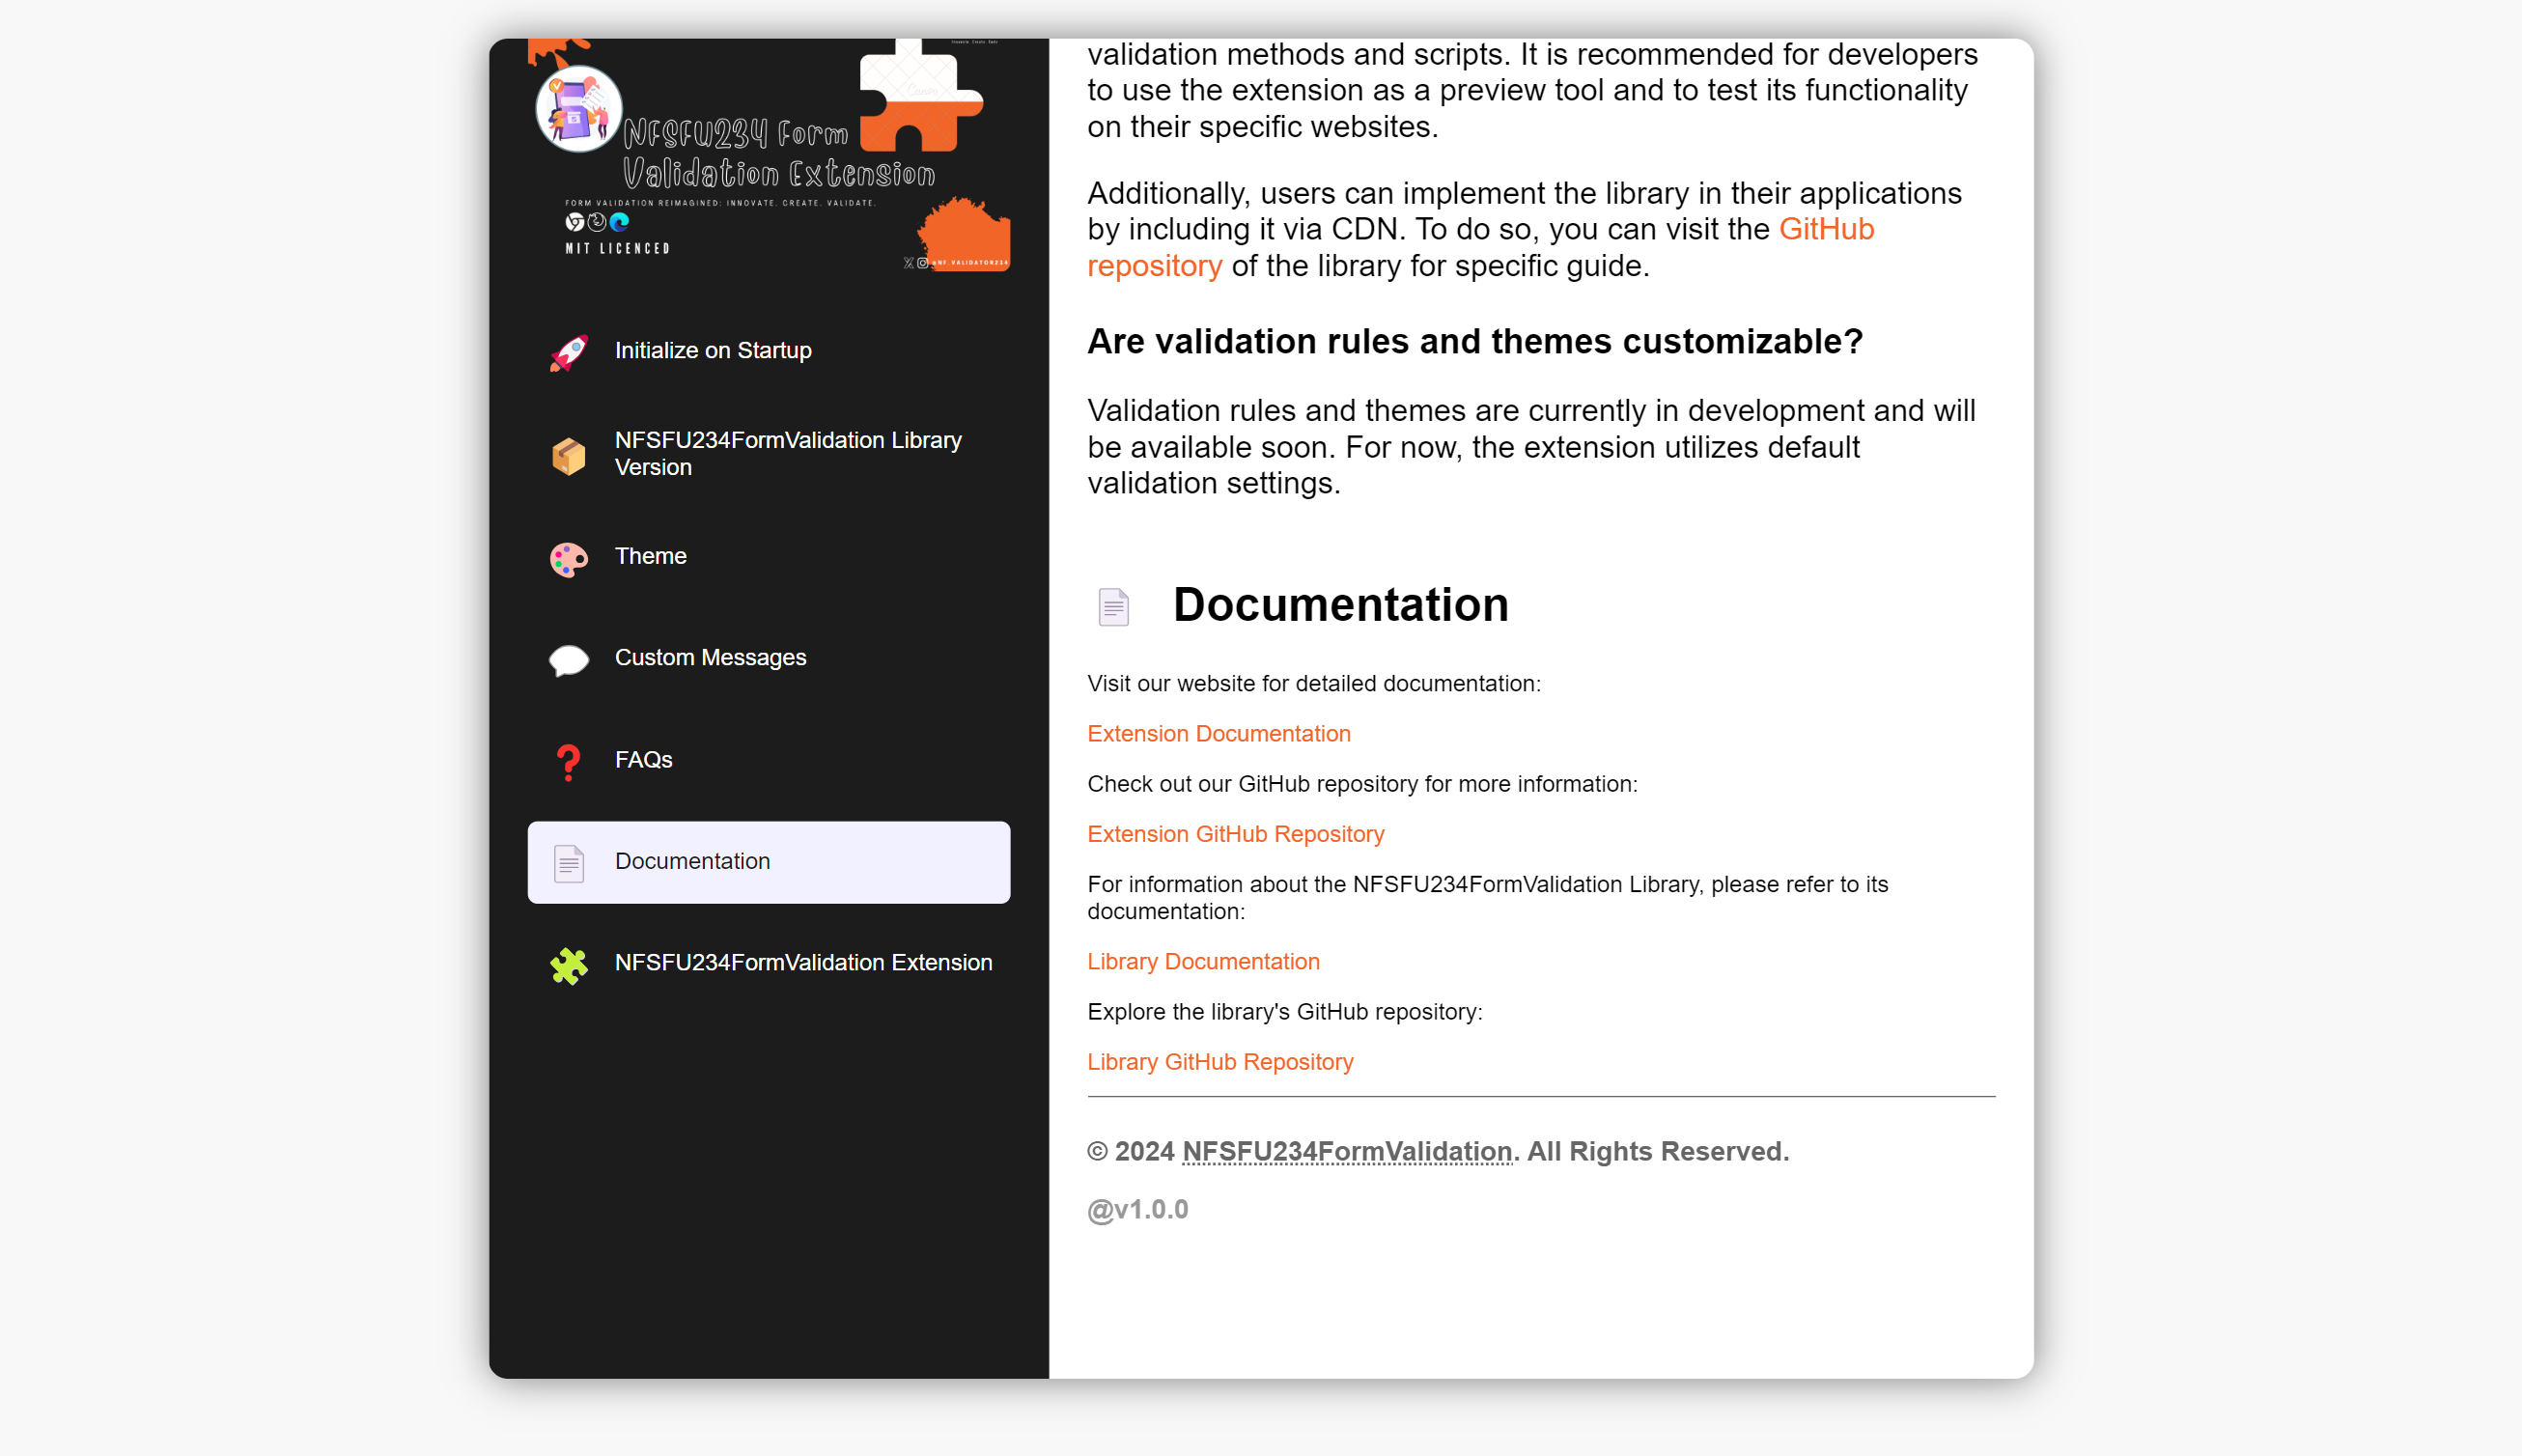 NFSFU234 Form
Validation Extension
FORM VALIDATION REIMAGINED: INNOVATE. CREATE. VALIDATE.
MIT LICENCED
@NF.VALIDATOR234
Initialize on Startup
NFSFU234FormValidation Library
Version
Theme
Custom Messages
FAQs
Documentation
NFSFU234FormValidation Extension
validation methods and scripts. It is recommended for developers
to use the extension as a preview tool and to test its functionality
on their specific websites.
Additionally, users can implement the library in their applications
by including it via CDN. To do so, you can visit the GitHub
repository of the library for specific guide.
Are validation rules and themes customizable?
Validation rules and themes are currently in development and will
be available soon. For now, the extension utilizes default
validation settings.
Documentation
Visit our website for detailed documentation:
Extension Documentation
Check out our GitHub repository for more information:
Extension GitHub Repository
For information about the NFSFU234FormValidation Library, please refer to its
documentation:
Library Documentation
Explore the library's GitHub repository:
Library GitHub Repository
© 2024 NFSFU234FormValidation. All Rights Reserved.
@v1.0.0